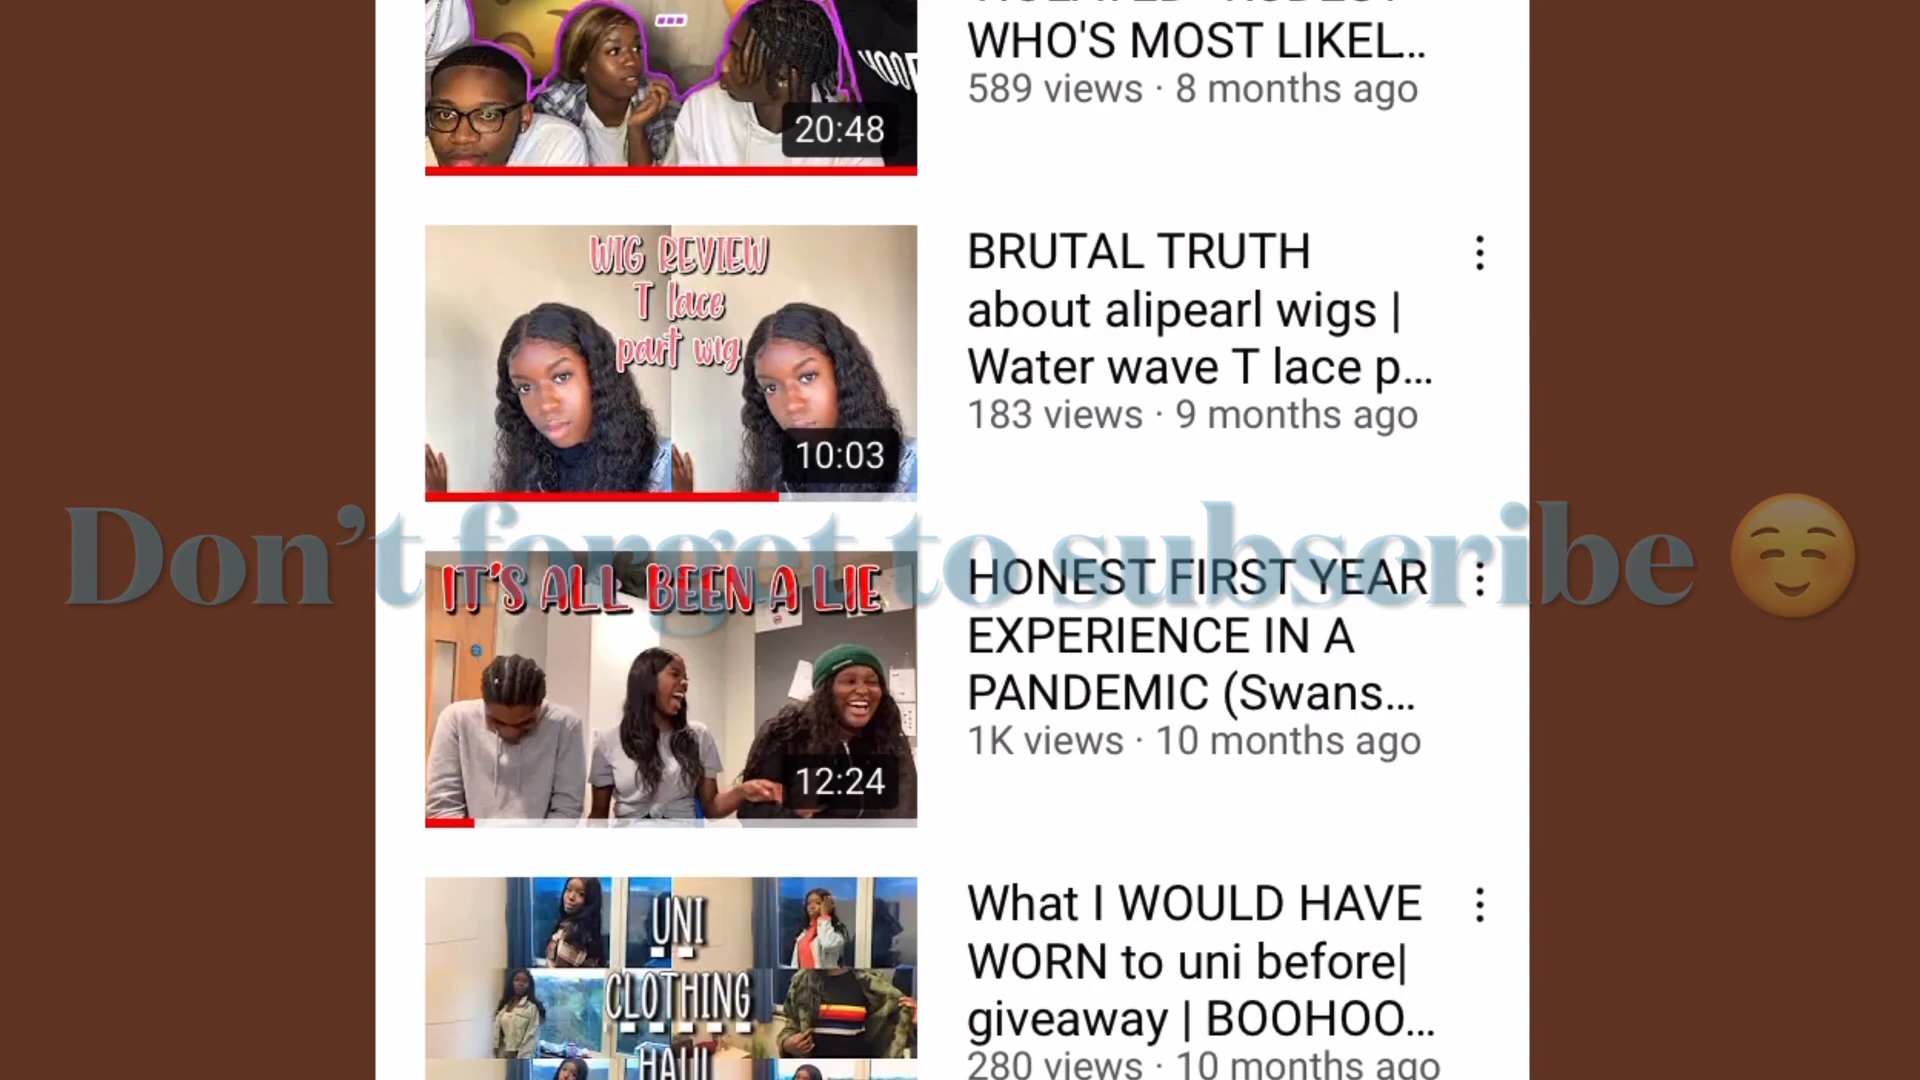 WHO'S MOST LIKEL...
589 views · 8 months ago
20:48
WIG REVIEW
T lace
part wig
10:03
BRUTAL TRUTH
about alipearl wigs |
Water wave T lace p...
183 views · 9 months ago
Don't forget to subscribe
IT'S ALL BEEN A LIE
12:24
HONEST FIRST YEAR
EXPERIENCE IN A
PANDEMIC (Swans...
1K views · 10 months ago
UNI
CLOTHING
HAUL
What I WOULD HAVE
WORN to uni before|
giveaway | BOOHOO...
280 views · 10 months ago